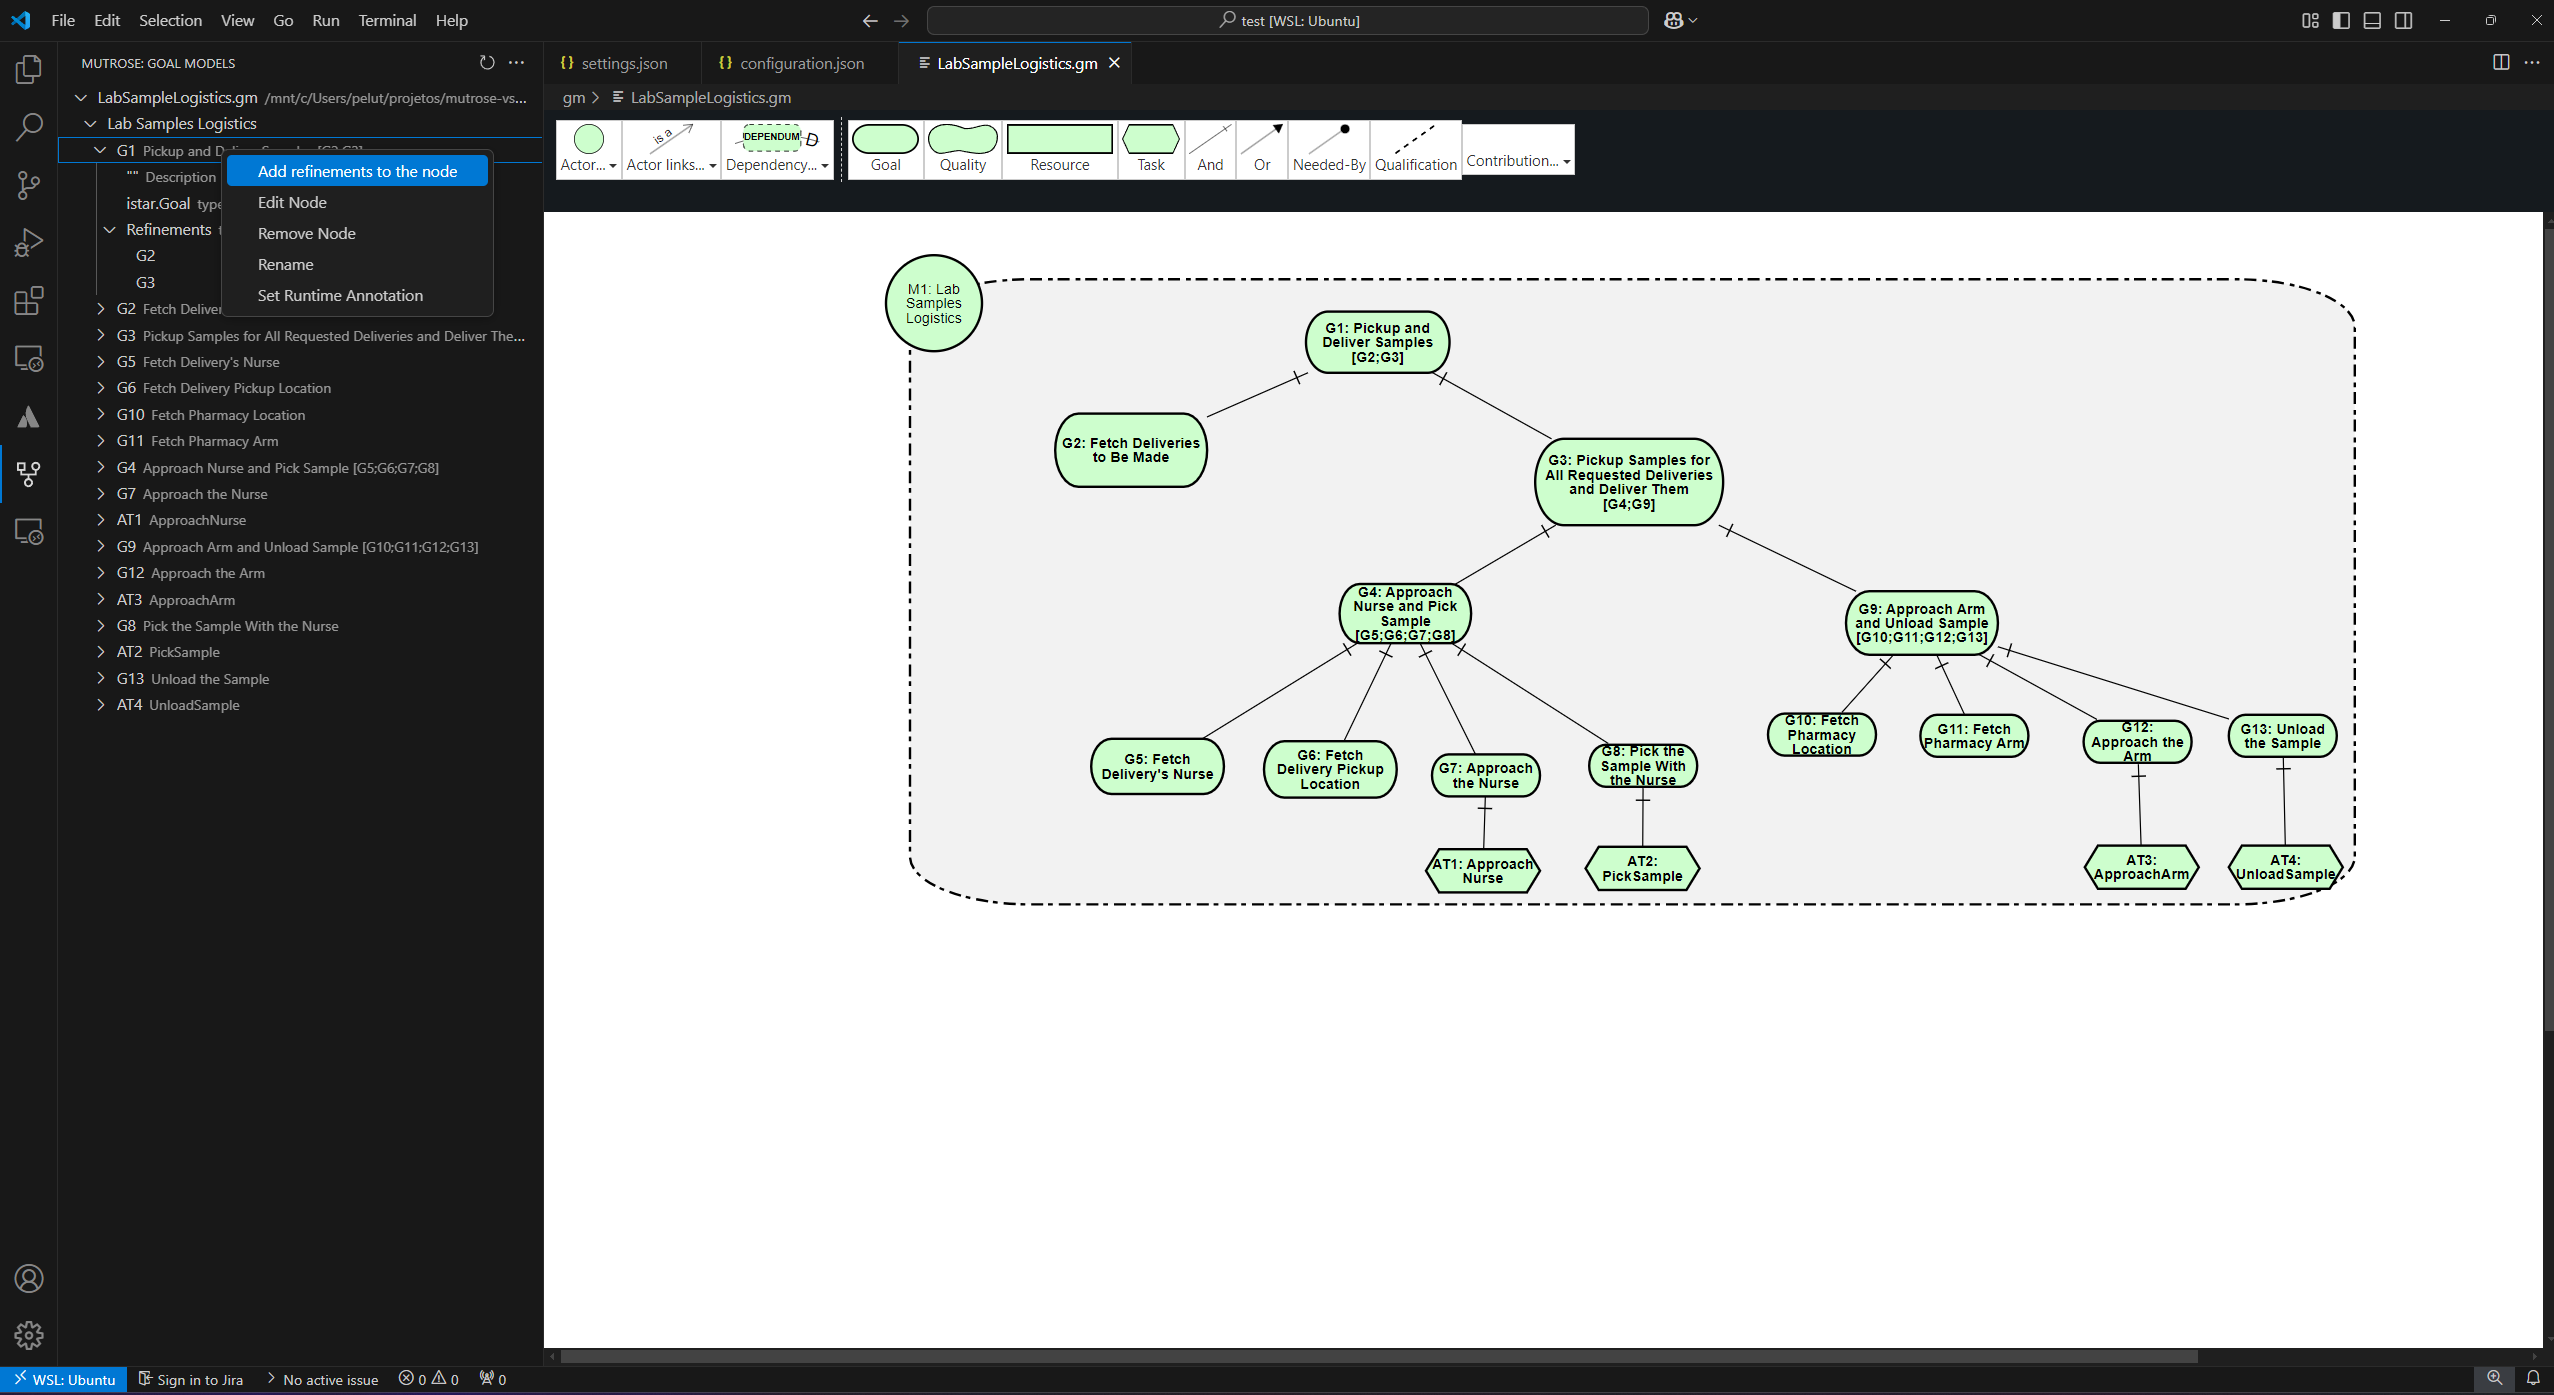 File Edit Selection View Go Run Terminal Help
test [WSL: Ubuntu]
MUTROSE: GOAL MODELS
LabSampleLogistics.gm /mnt/c/Users/pelut/projetos/mutrose-vs...
Lab Samples Logistics
G1 Pickup and
"" Description
istar.Goal type
Refinements
G2
G3
G2 Fetch Deliver
G3 Pickup Samples for All Requested Deliveries and Deliver The...
G5 Fetch Delivery's Nurse
G6 Fetch Delivery Pickup Location
G10 Fetch Pharmacy Location
G11 Fetch Pharmacy Arm
G4 Approach Nurse and Pick Sample [G5;G6;G7;G8]
G7 Approach the Nurse
AT1 ApproachNurse
G9 Approach Arm and Unload Sample [G10;G11;G12;G13]
G12 Approach the Arm
AT3 ApproachArm
G8 Pick the Sample With the Nurse
AT2 PickSample
G13 Unload the Sample
AT4 UnloadSample
Add refinements to the node
Edit Node
Remove Node
Rename
Set Runtime Annotation
{} settings.json
{} configuration.json
LabSampleLogistics.gm
gm > LabSampleLogistics.gm
is a
DEPENDUM D
Actor... Actor links... Dependency... Goal Quality Resource Task And Or Needed-By Qualification Contribution...
M1: Lab
Samples
Logistics
G1: Pickup and
Deliver Samples
[G2;G3]
G2: Fetch Deliveries
to Be Made
G3: Pickup Samples for
All Requested Deliveries
and Deliver Them
[G4;G9]
G4: Approach
Nurse and Pick
Sample
[G5;G6;G7;G8]
G9: Approach Arm
and Unload Sample
[G10;G11;G12;G13]
G5: Fetch
Delivery's Nurse
G6: Fetch
Delivery Pickup
Location
G7: Approach
the Nurse
G8: Pick the
Sample With
the Nurse
G10: Fetch
Pharmacy
Location
G11: Fetch
Pharmacy Arm
G12:
Approach the
Arm
G13: Unload
the Sample
AT1: Approach
Nurse
AT2:
PickSample
AT3:
ApproachArm
AT4:
UnloadSample
WSL: Ubuntu Sign in to Jira No active issue 0 0 0